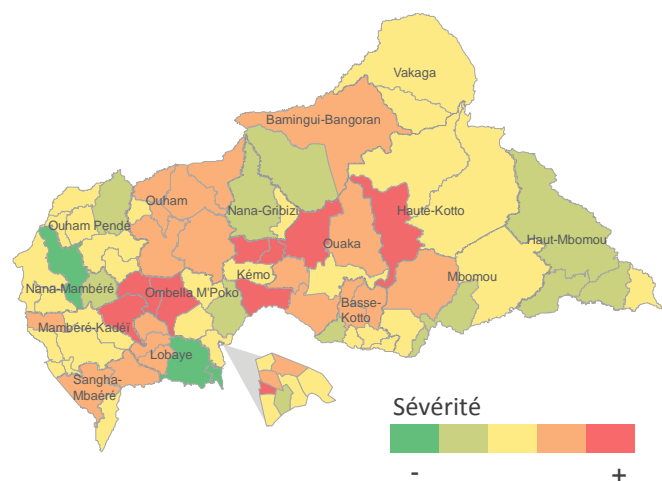 Vakaga
Bamingui-Bangoran
Ouham
Nana-Gribizi
Haute-Kotto
Ouham Pendé
Ouaka
Haut-Mbomou
Kémo
Mbomou
Nana-Mambéré
Ombella M'Poko
Basse-
Kotto
Mambéré-Kadéï
Lobaye
Sangha-
Mbaéré
Sévérité
- +